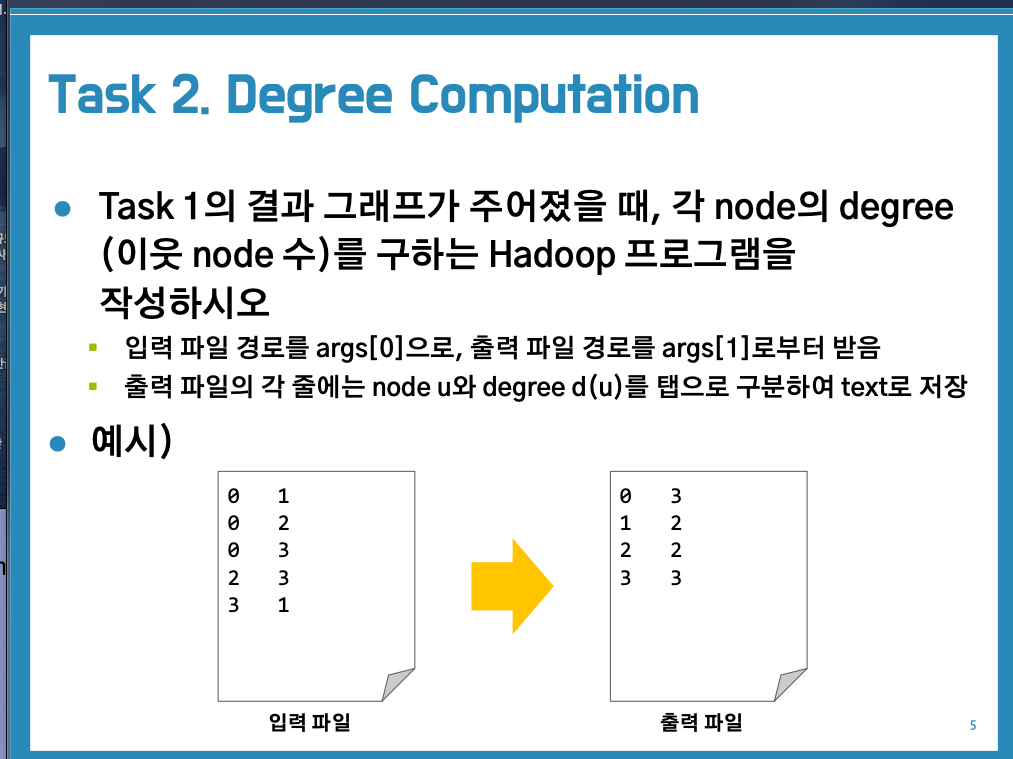 Task 2. Degree Computation
● Task 1의 결과 그래프가 주어졌을 때, 각 node의 degree
(이웃 node 수)를 구하는 Hadoop 프로그램을
작성하시오
▪ 입력 파일 경로를 args[0]으로, 출력 파일 경로를 args[1]로부터 받음
▪ 출력 파일의 각 줄에는 node u와 degree d(u)를 탭으로 구분하여 text로 저장
● 예시)
0 1
0 2
0 3
2 3
3 1
입력 파일
0 3
1 2
2 2
3 3
출력 파일
5